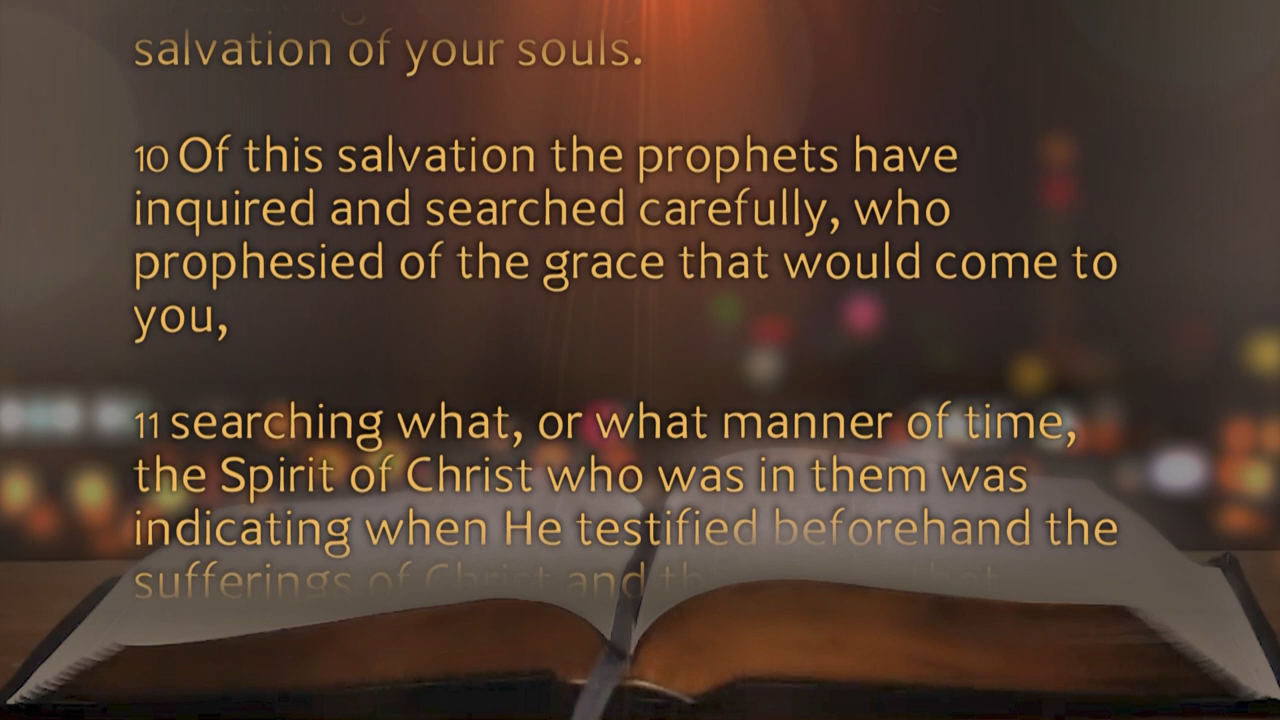 salvation of your souls.
10 Of this salvation the prophets have
inquired and searched carefully, who
prophesied of the grace that would come to
you,
11 searching what, or what manner of time,
the Spirit of Christ who was in them was
indicating when He testified beforehand the
sufferings of Christ and that